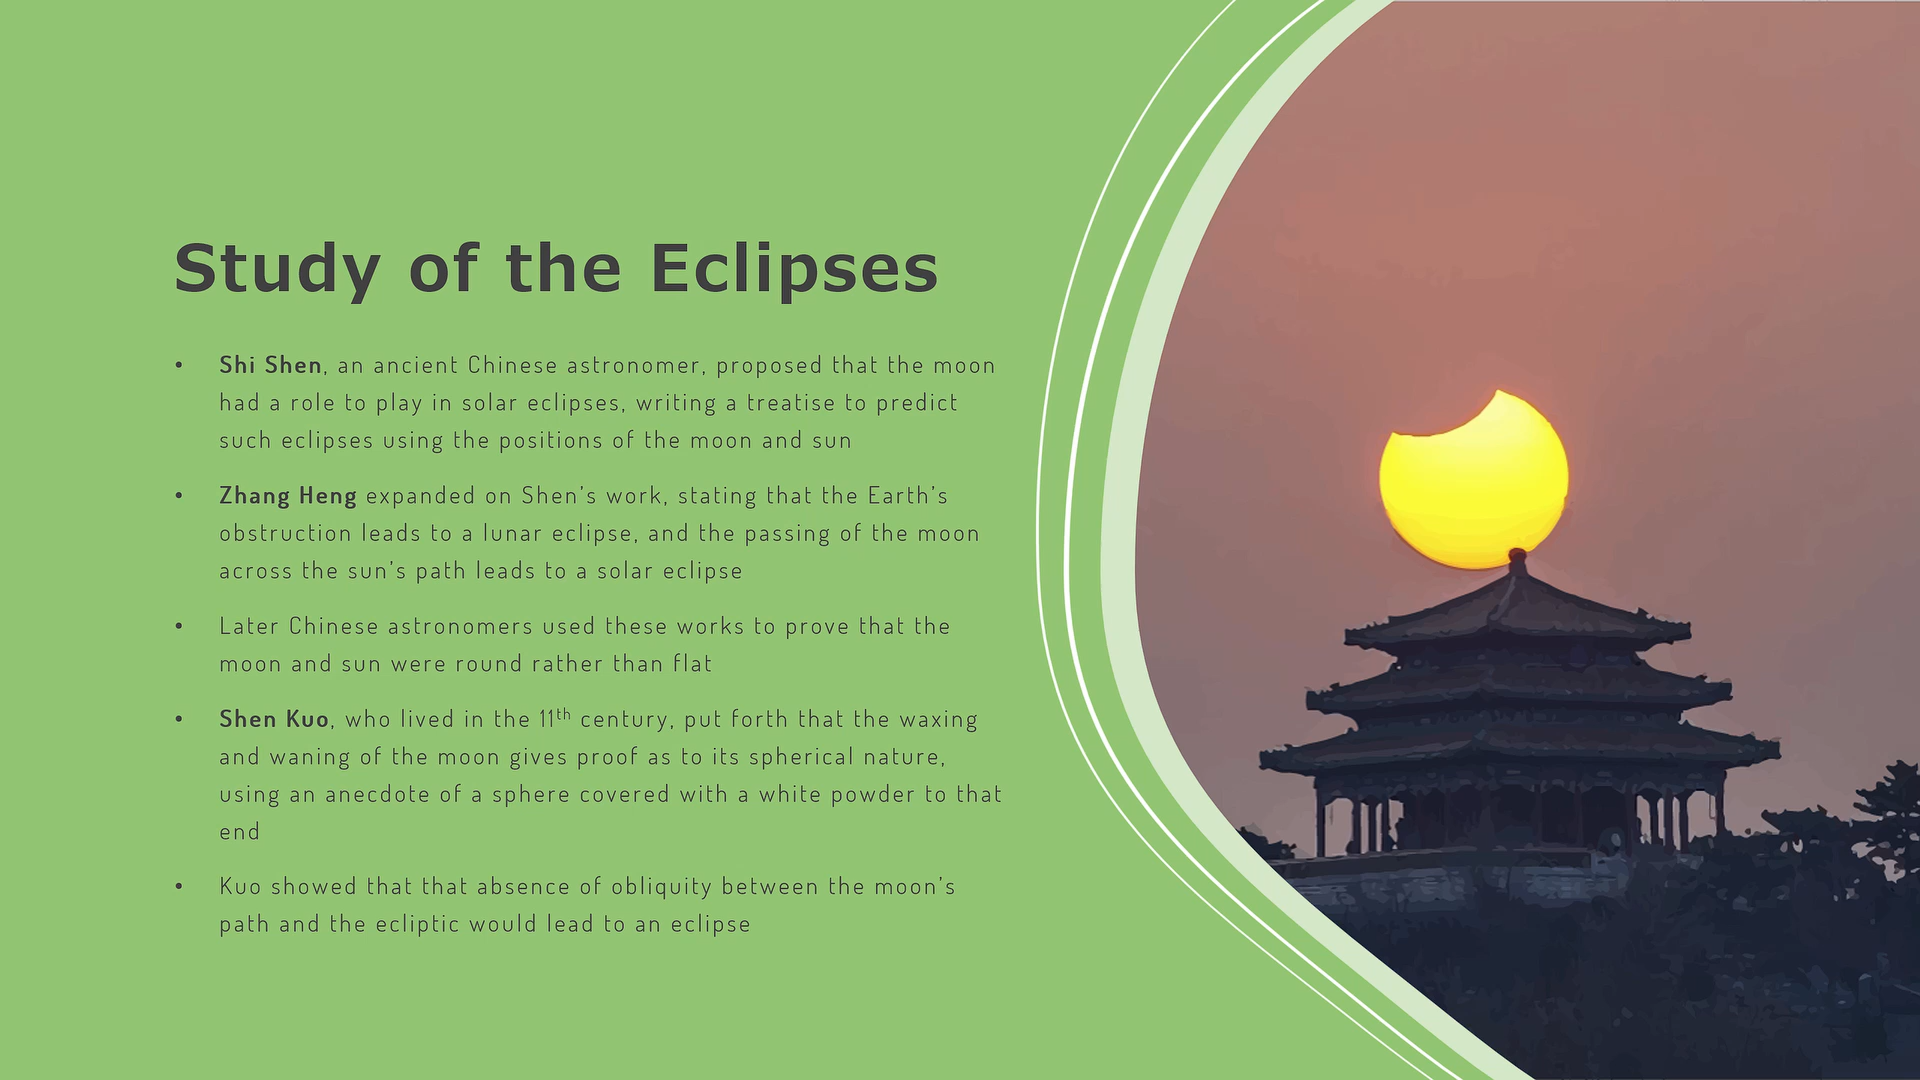 Study of the Eclipses
• Shi Shen, an ancient Chinese astronomer, proposed that the moon
had a role to play in solar eclipses, writing a treatise to predict
such eclipses using the positions of the moon and sun
• Zhang Heng expanded on Shen’s work, stating that the Earth’s
obstruction leads to a lunar eclipse, and the passing of the moon
across the sun’s path leads to a solar eclipse
• Later Chinese astronomers used these works to prove that the
moon and sun were round rather than flat
• Shen Kuo, who lived in the 11th century, put forth that the waxing
and waning of the moon gives proof as to its spherical nature,
using an anecdote of a sphere covered with a white powder to that
end
• Kuo showed that that absence of obliquity between the moon’s
path and the ecliptic would lead to an eclipse